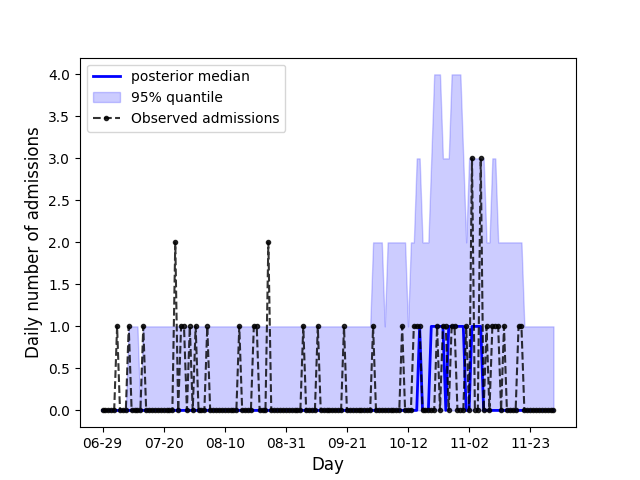 posterior median
95% quantile
Observed admissions
Daily number of admissions
4.0
3.5
3.0
2.5
2.0
1.5
1.0
0.5
0.0
06-29 07-20 08-10 08-31 09-21 10-12 11-02 11-23
Day